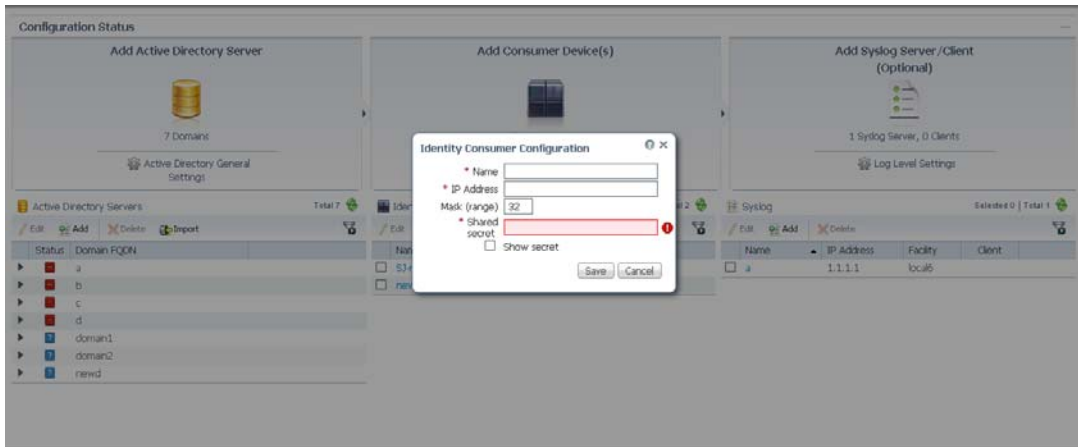 Configuration Status
Add Active Directory Server
7 Domains
Active Directory General
Settings
Add Consumer Device(s)
Add Syslog Server/Client
(Optional)
1 Syslog Server, 0 Clients
Log Level Settings
Identity Consumer Configuration
* Name
* IP Address
Mask (range) 32
* Shared
secret
Show secret
Save Cancel
Active Directory Servers Total 7
Edit Add Delete Import
Status Domain FQDN
a
b
c
d
domain1
domain2
newd
Edit
Syslog Selected 0 | Total 1
Edit Add Delete
Name IP Address Facility Client
a 1.1.1.1 local6